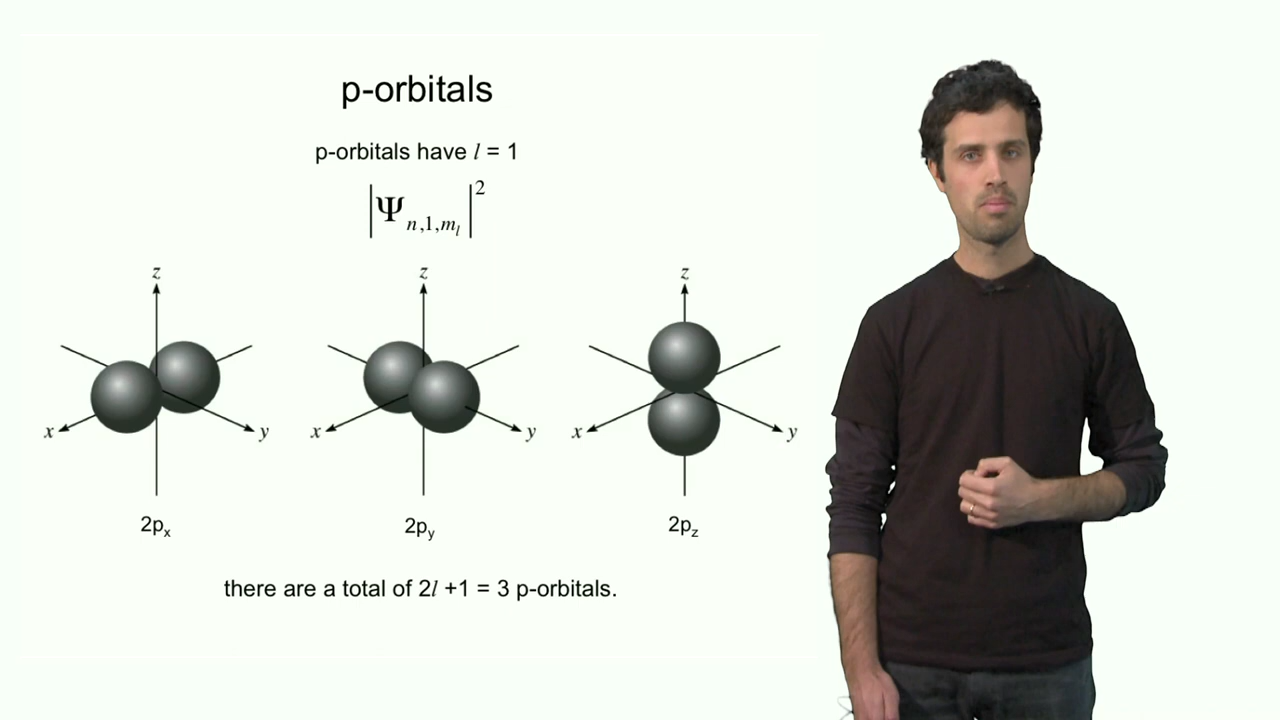 p-orbitals
p-orbitals have l = 1
|Ψn,1,ml|²
z
z
z
x
y
x
y
x
y
2px
2py
2pz
there are a total of 2l +1 = 3 p-orbitals.